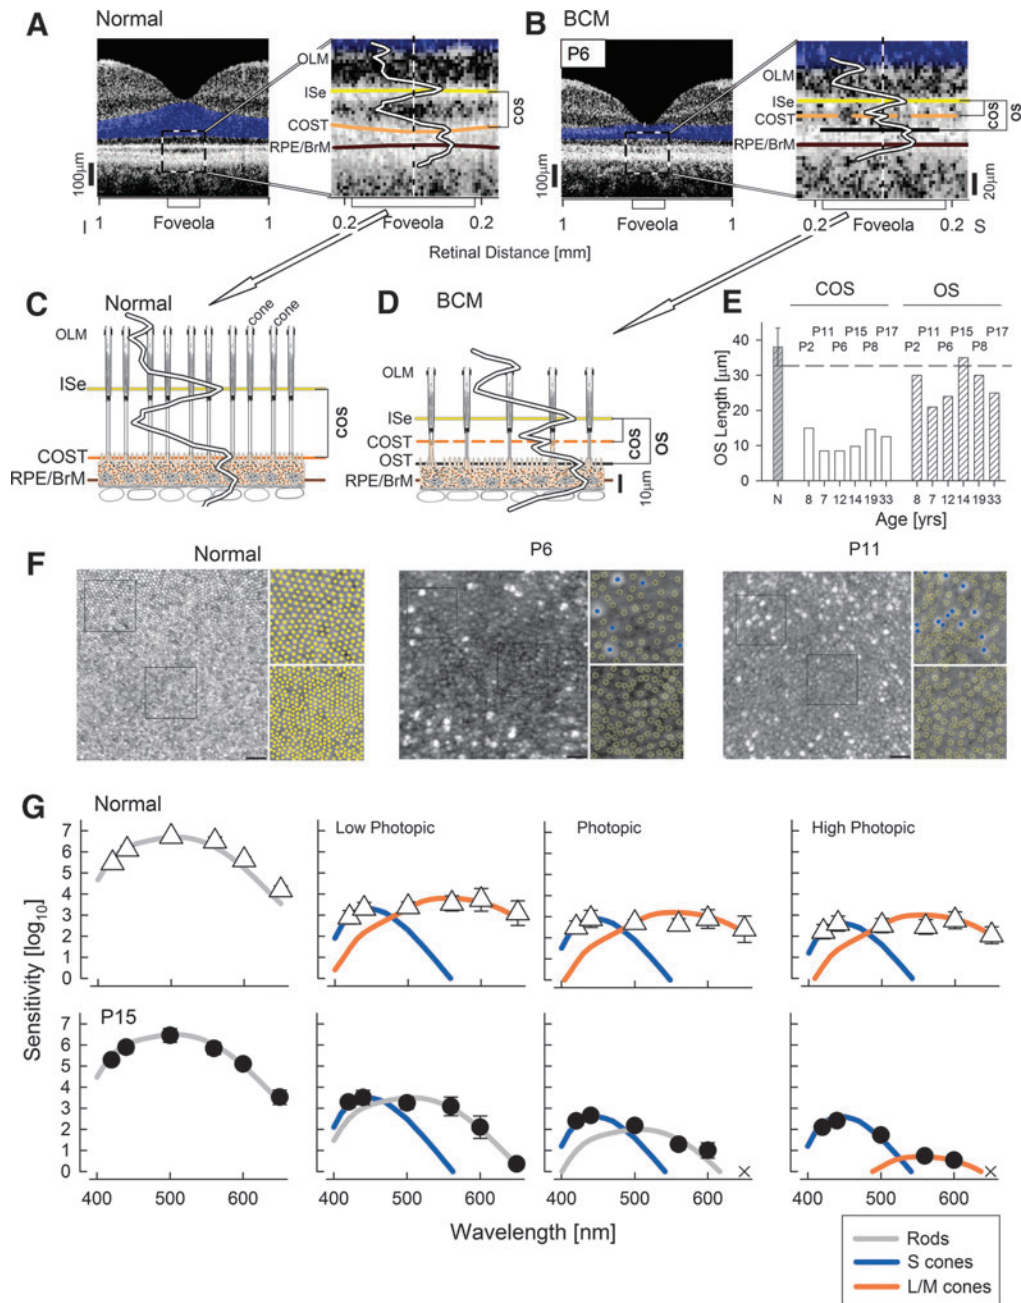 A Normal
OLM
ISe
COST
RPE/BrM
COS
100µm
I 1 Foveola 1
0.2 Foveola 0.2
B BCM
P6
OLM
ISe
COST
RPE/BrM
COS
OS
100µm
20µm
1 Foveola 1
0.2 Foveola 0.2 S
Retinal Distance [mm]
C Normal
cone
cone
OLM
ISe
COST
RPE/BrM
COS
D BCM
OLM
ISe
COST
OST
RPE/BrM
COS
OS
10µm
E COS OS
P11 P15 P17 P11 P15 P17
P2 P6 P8 P2 P6 P8
OS Length [µm]
40
30
20
10
0
N 8 7 12 14 19 33 8 7 12 14 19 33
Age [yrs]
F Normal P6 P11
G Normal
Low Photopic
Photopic
High Photopic
7
6
5
4
3
2
1
0
Sensitivity [log10]
P15
7
6
5
4
3
2
1
0
400 500 600 400 500 600 400 500 600 400 500 600
Wavelength [nm]
Rods
S cones
L/M cones